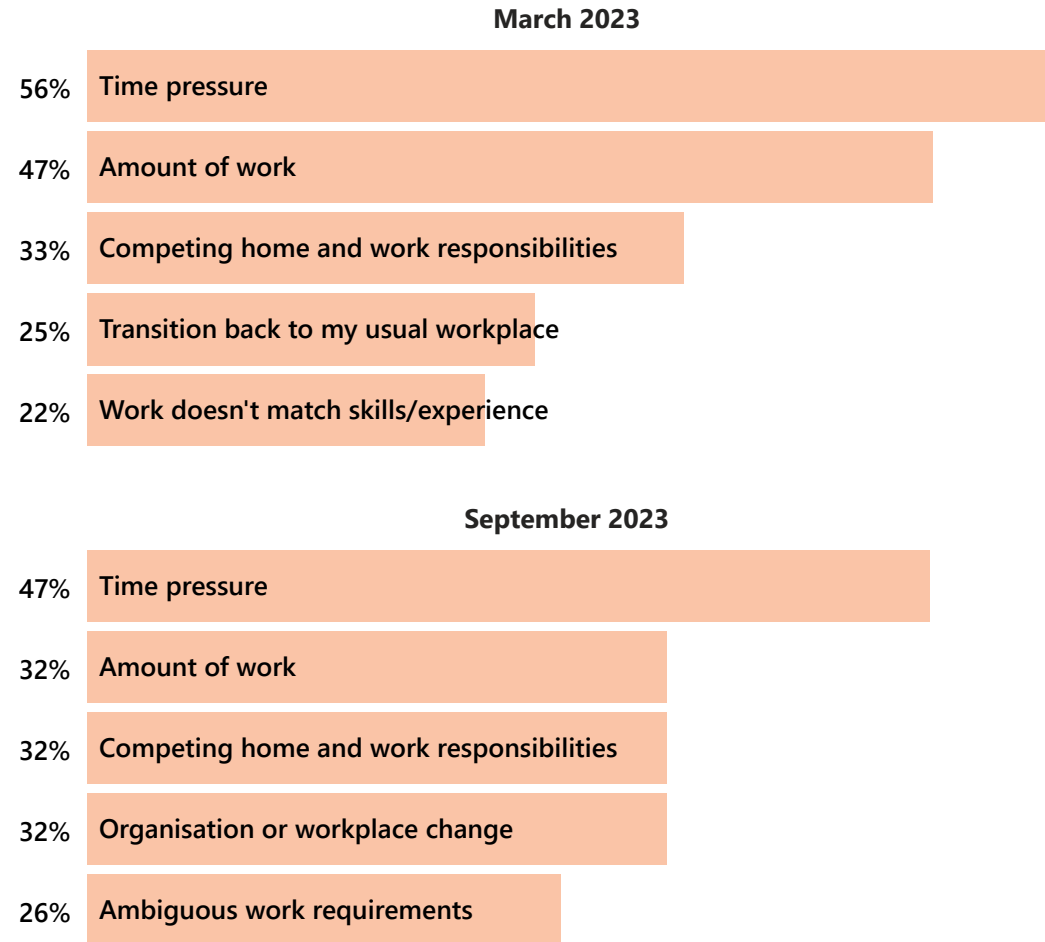 March 2023
56% Time pressure
47% Amount of work
33% Competing home and work responsibilities
25% Transition back to my usual workplace
22% Work doesn't match skills/experience
September 2023
47% Time pressure
32% Amount of work
32% Competing home and work responsibilities
32% Organisation or workplace change
26% Ambiguous work requirements